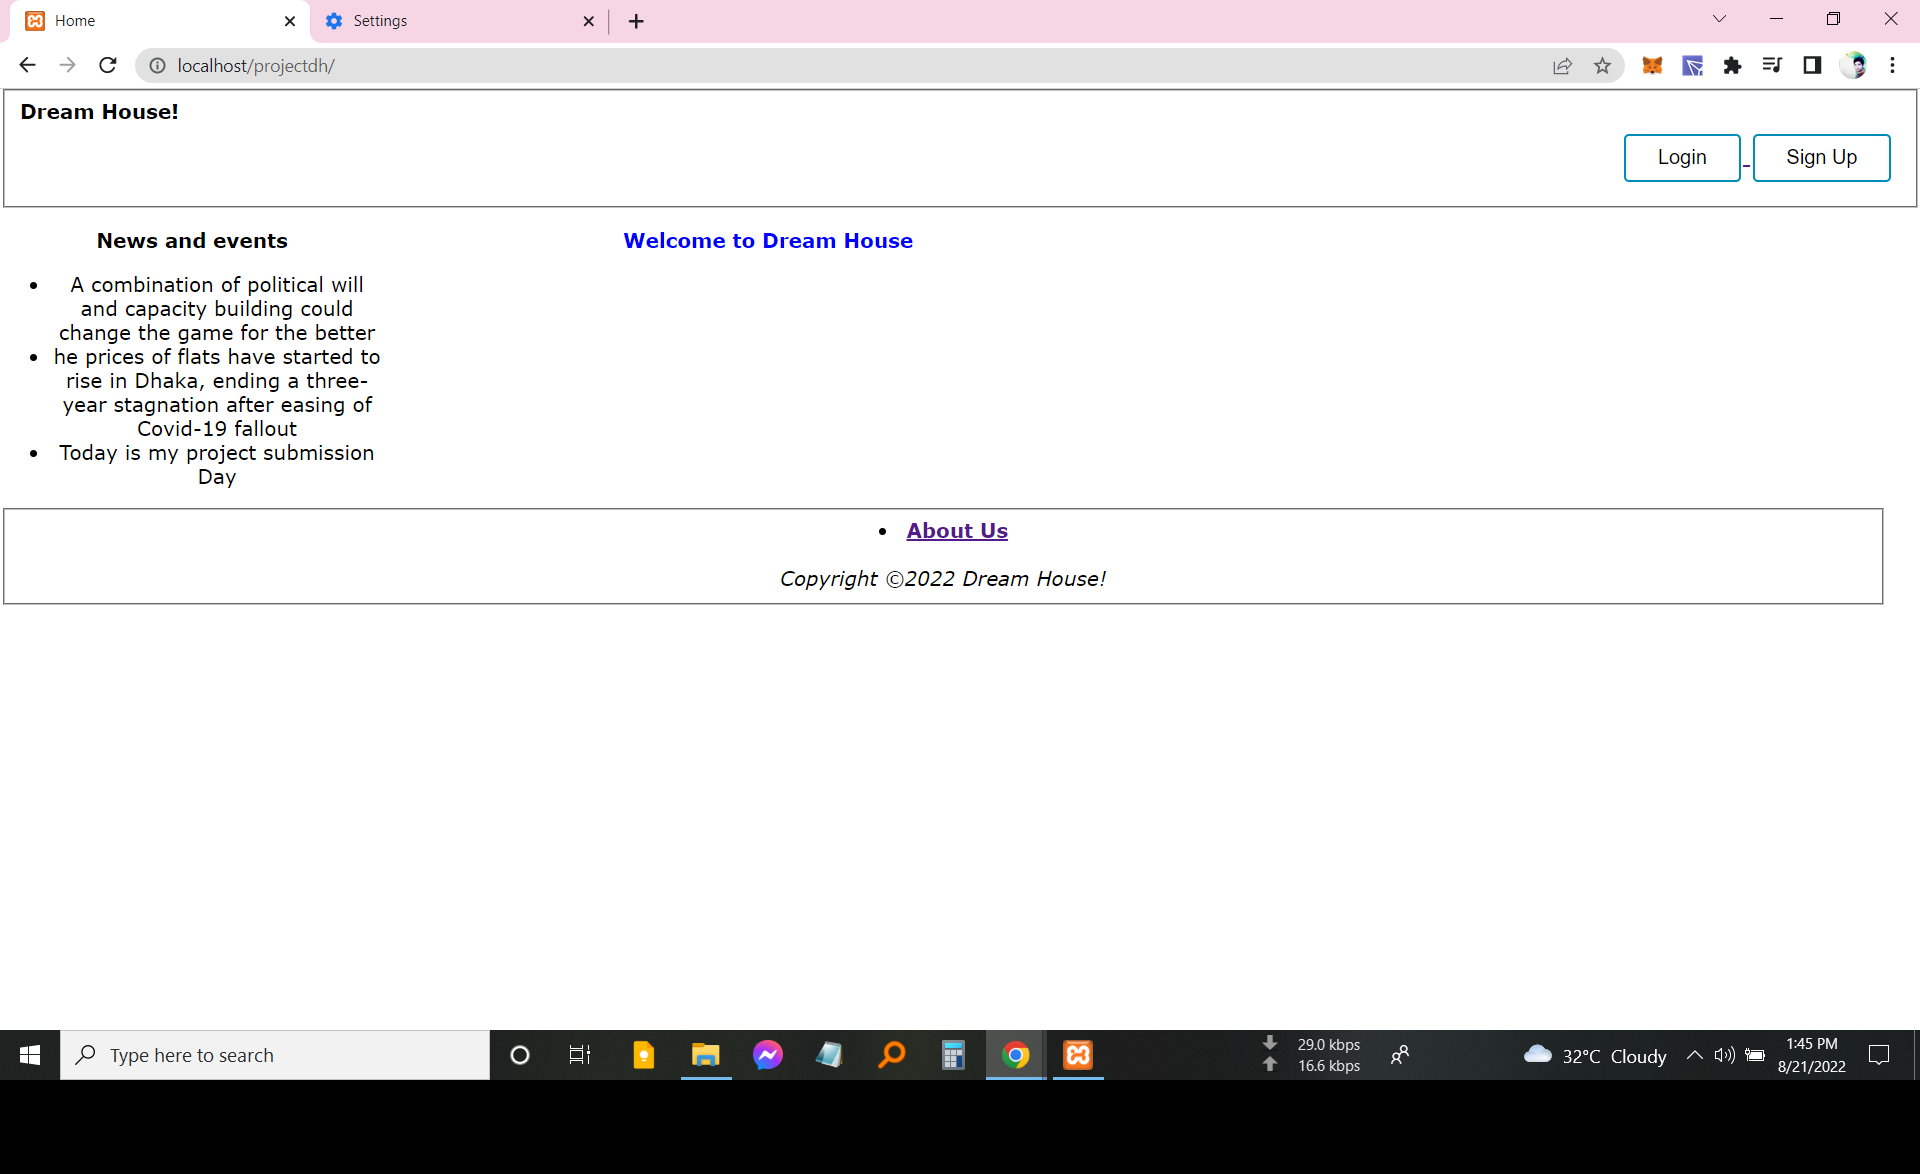 Home
Settings
localhost/projectdh/
Dream House!
Login
Sign Up
News and events
Welcome to Dream House
A combination of political will
and capacity building could
change the game for the better
he prices of flats have started to
rise in Dhaka, ending a three-
year stagnation after easing of
Covid-19 fallout
Today is my project submission
Day
About Us
Copyright ©2022 Dream House!
Type here to search
29.0 kbps
16.6 kbps
32°C Cloudy
1:45 PM
8/21/2022